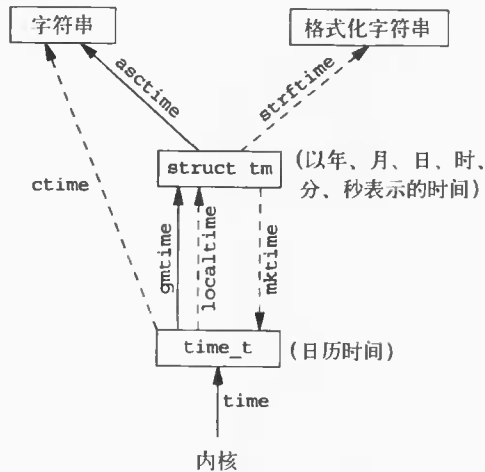 字符串
格式化字符串
asctime
strftime
ctime
struct tm
(以年、月、日、时、
分、秒表示的时间)
gmtime
localtime
mktime
time_t
(日历时间)
time
内核